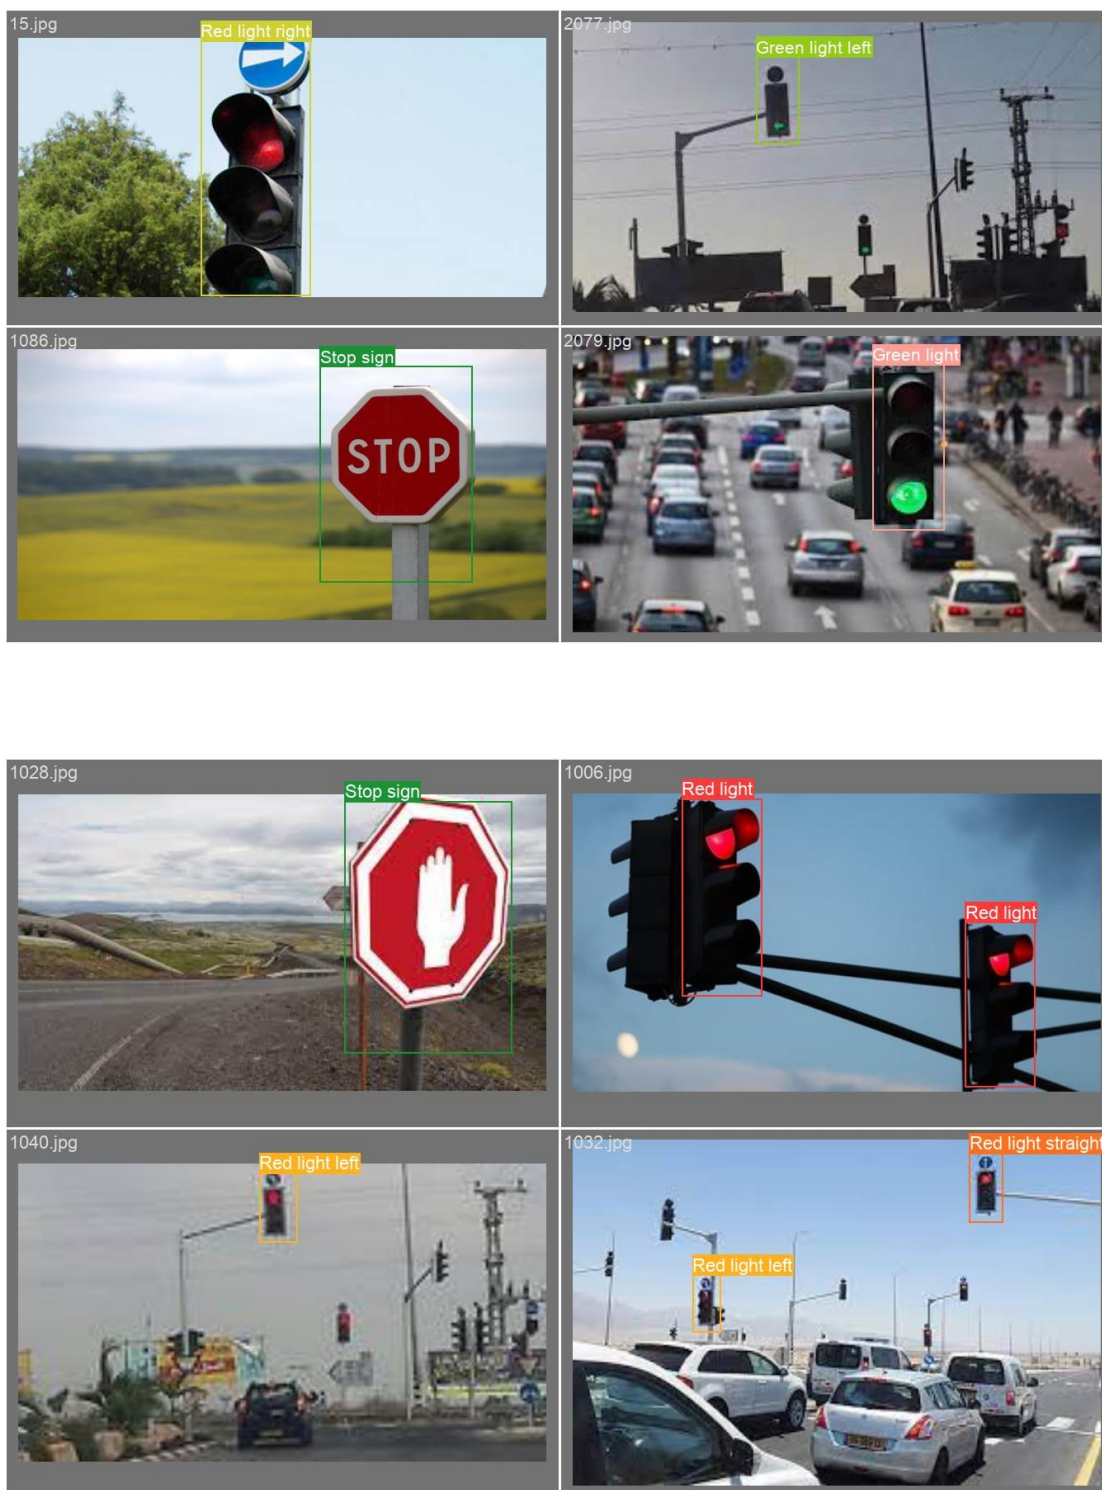 15.jpg
Red light right
2077.jpg
Green light left
1086.jpg
Stop sign
STOP
2079.jpg
Green light
1028.jpg
Stop sign
1006.jpg
Red light
Red light
1040.jpg
Red light left
1032.jpg
Red light straight
Red light left